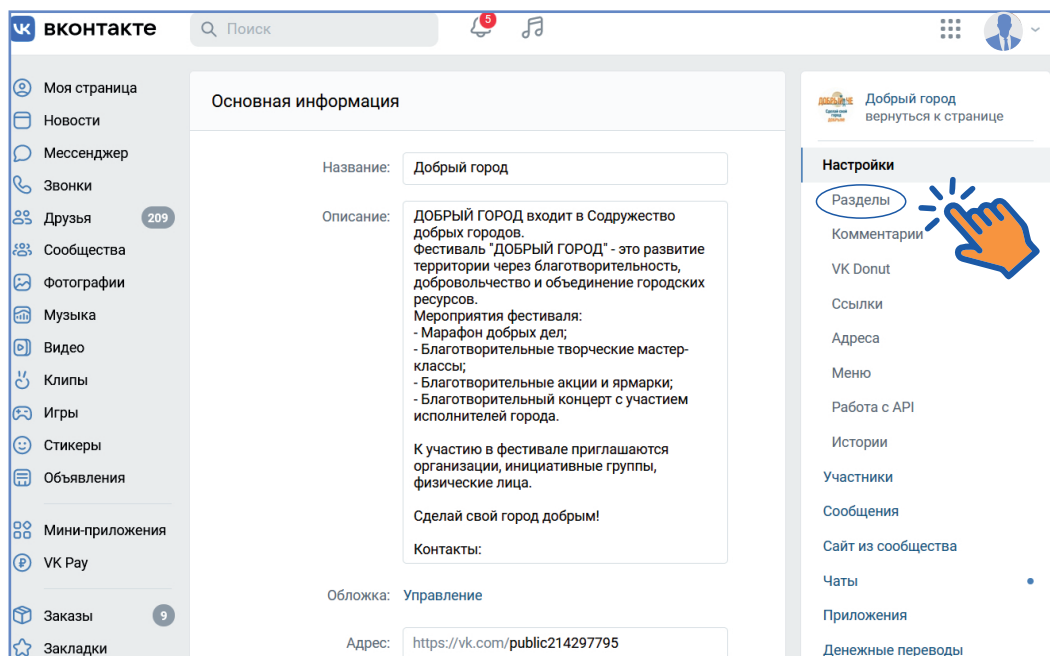 вконтакте
Поиск
5
Моя страница
Новости
Мессенджер
Звонки
Друзья 209
Сообщества
Фотографии
Музыка
Видео
Клипы
Игры
Стикеры
Объявления
Мини-приложения
VK Pay
Заказы 9
Закладки
Основная информация
Название: Добрый город
Описание: ДОБРЫЙ ГОРОД входит в Содружество
добрых городов.
Фестиваль "ДОБРЫЙ ГОРОД" - это развитие
территории через благотворительность,
добровольчество и объединение городских
ресурсов.
Мероприятия фестиваля:
- Марафон добрых дел;
- Благотворительные творческие мастер-
классы;
- Благотворительные акции и ярмарки;
- Благотворительный концерт с участием
исполнителей города.
К участию в фестивале приглашаются
организации, инициативные группы,
физические лица.
Сделай свой город добрым!
Контакты:
Обложка: Управление
Адрес: https://vk.com/public214297795
Добрый город
вернуться к странице
Настройки
Разделы
Комментарии
VK Donut
Ссылки
Адреса
Меню
Работа с API
Истории
Участники
Сообщения
Сайт из сообщества
Чаты
Приложения
Денежные переводы